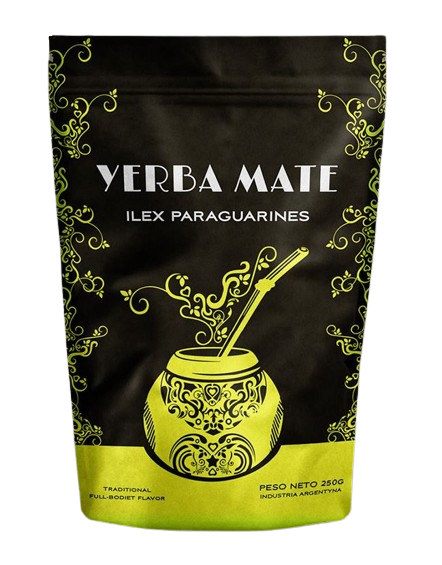 YERBA MATE
ILEX PARAGUARINES
TRADITIONAL
FULL-BODIET FLAVOR
PESO NETO 250G
INDUSTRIA ARGENTYNA